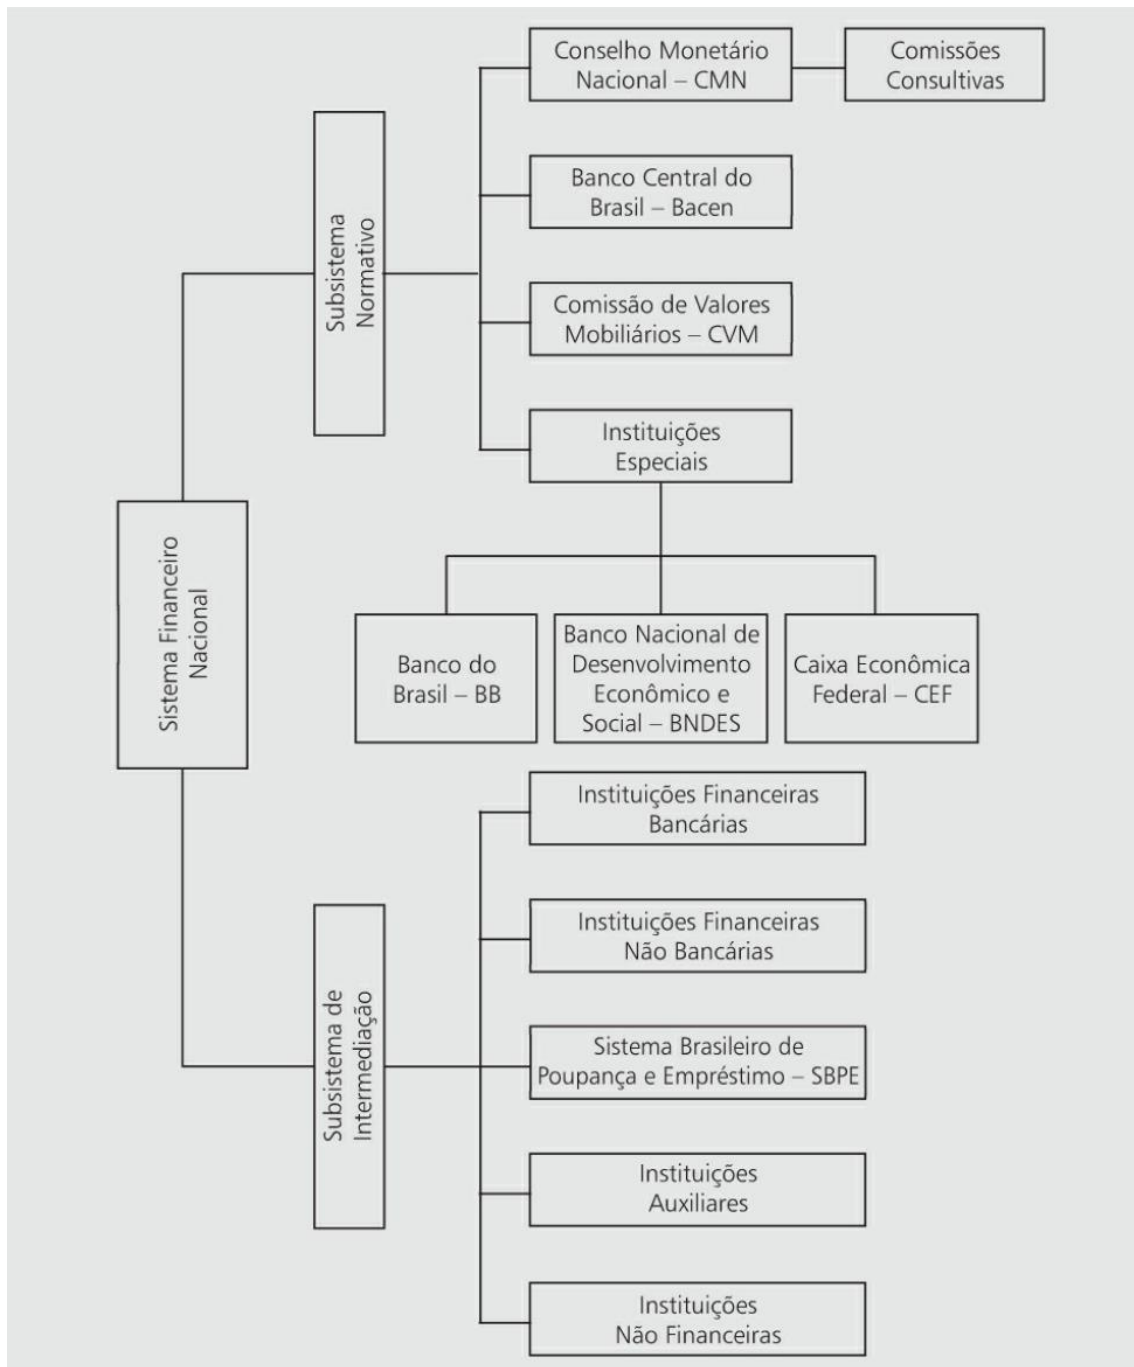 Conselho Monetário
Nacional – CMN
Comissões
Consultivas
Banco Central do
Brasil – Bacen
Subsistema
Normativo
Comissão de Valores
Mobiliários – CVM
Instituições
Especiais
Sistema Financeiro
Nacional
Banco do
Brasil – BB
Banco Nacional de
Desenvolvimento
Econômico e
Social – BNDES
Caixa Econômica
Federal – CEF
Instituições Financeiras
Bancárias
Instituições Financeiras
Não Bancárias
Subsistema de
Intermediação
Sistema Brasileiro de
Poupança e Empréstimo – SBPE
Instituições
Auxiliares
Instituições
Não Financeiras